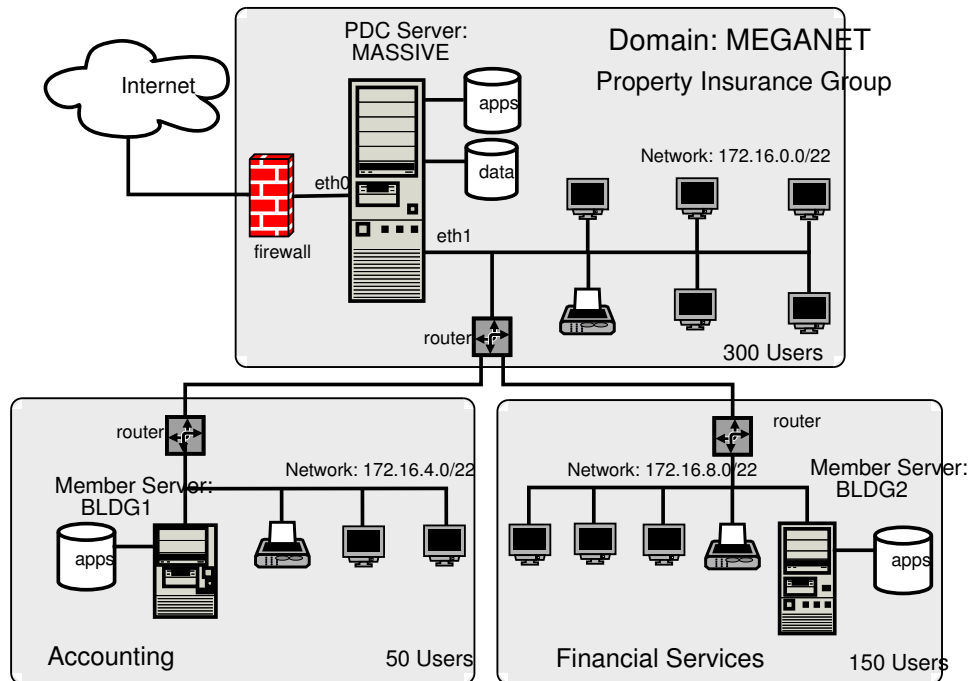 PDC Server:
MASSIVE
Domain: MEGANET
Property Insurance Group
Internet
apps
data
Network: 172.16.0.0/22
eth0
eth1
firewall
router
300 Users
router
Network: 172.16.4.0/22
Member Server:
BLDG1
apps
Accounting
50 Users
router
Network: 172.16.8.0/22
Member Server:
BLDG2
apps
Financial Services
150 Users